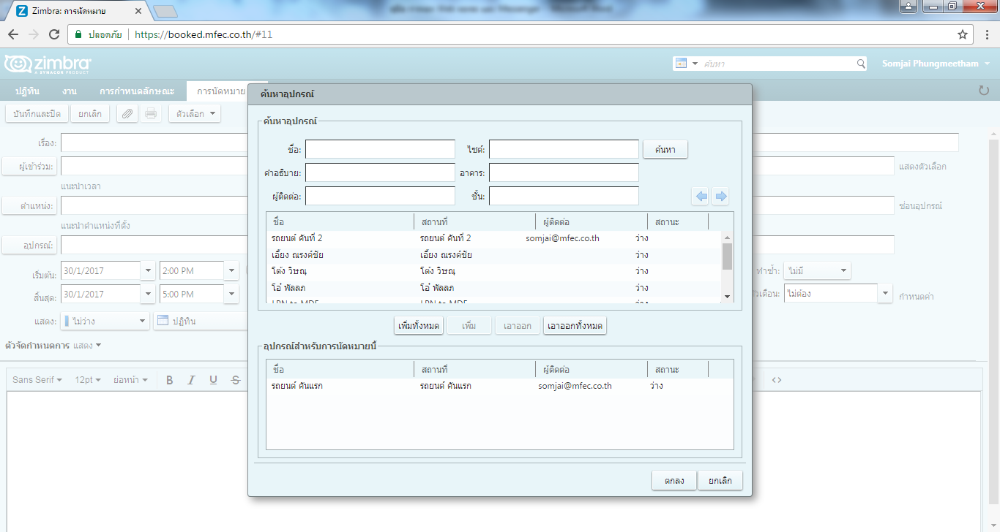 Zimbra: การนัดหมาย
ปลอดภัย https://booked.mfec.co.th/#11
zimbra
A SYNACOR PRODUCT
ค้นหา
Somjai Phungmeetham
ปฏิทิน งาน การกำหนดลักษณะ การนัดหมาย
บันทึกและปิด ยกเลิก ตัวเลือก
เรื่อง:
ผู้เข้าร่วม: แสดงตัวเลือก
แนะนำเวลา
ตำแหน่ง: ซ่อนอุปกรณ์
แนะนำตำแหน่งที่ตั้ง
อุปกรณ์:
เริ่มต้น: 30/1/2017 2:00 PM ทำซ้ำ: ไม่มี
สิ้นสุด: 30/1/2017 5:00 PM ไม่ต้อง กำหนดค่า
แสดง: ไม่ว่าง ปฏิทิน
ตัวจัดกำหนดการ แสดง
Sans Serif 12pt ย่อหน้า B I U S <>
ค้นหาอุปกรณ์
ค้นหาอุปกรณ์
ชื่อ: ไซต์: ค้นหา
คำอธิบาย: อาคาร:
ผู้ติดต่อ: ชั้น:
ชื่อ สถานที่ ผู้ติดต่อ สถานะ
รถยนต์ คันที่ 2 รถยนต์ คันที่ 2 somjai@mfec.co.th ว่าง
เอี้ยง ณรงค์ชัย เอี้ยง ณรงค์ชัย ว่าง
โต้ง วิษณุ โต้ง วิษณุ ว่าง
โอ๋ พัลลภ โอ๋ พัลลภ ว่าง
เพิ่มทั้งหมด เพิ่ม เอาออก เอาออกทั้งหมด
อุปกรณ์สำหรับการนัดหมายนี้
ชื่อ สถานที่ ผู้ติดต่อ สถานะ
รถยนต์ คันแรก รถยนต์ คันแรก somjai@mfec.co.th ว่าง
ตกลง ยกเลิก